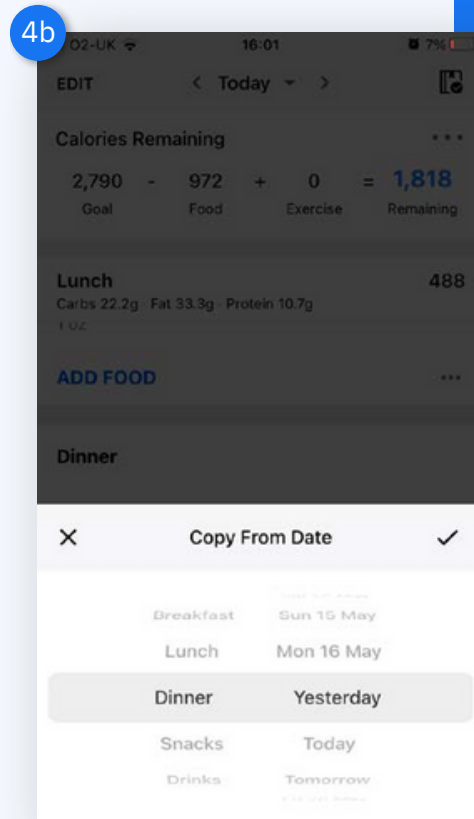 4b
O2-UK 16:01 7%
EDIT < Today >
Calories Remaining
2,790 - 972 + 0 = 1,818
Goal Food Exercise Remaining
Lunch 488
Carbs 22.2g · Fat 33.3g · Protein 10.7g
1 oz
ADD FOOD
Dinner
Copy From Date
Breakfast Sun 15 May
Lunch Mon 16 May
Dinner Yesterday
Snacks Today
Drinks Tomorrow